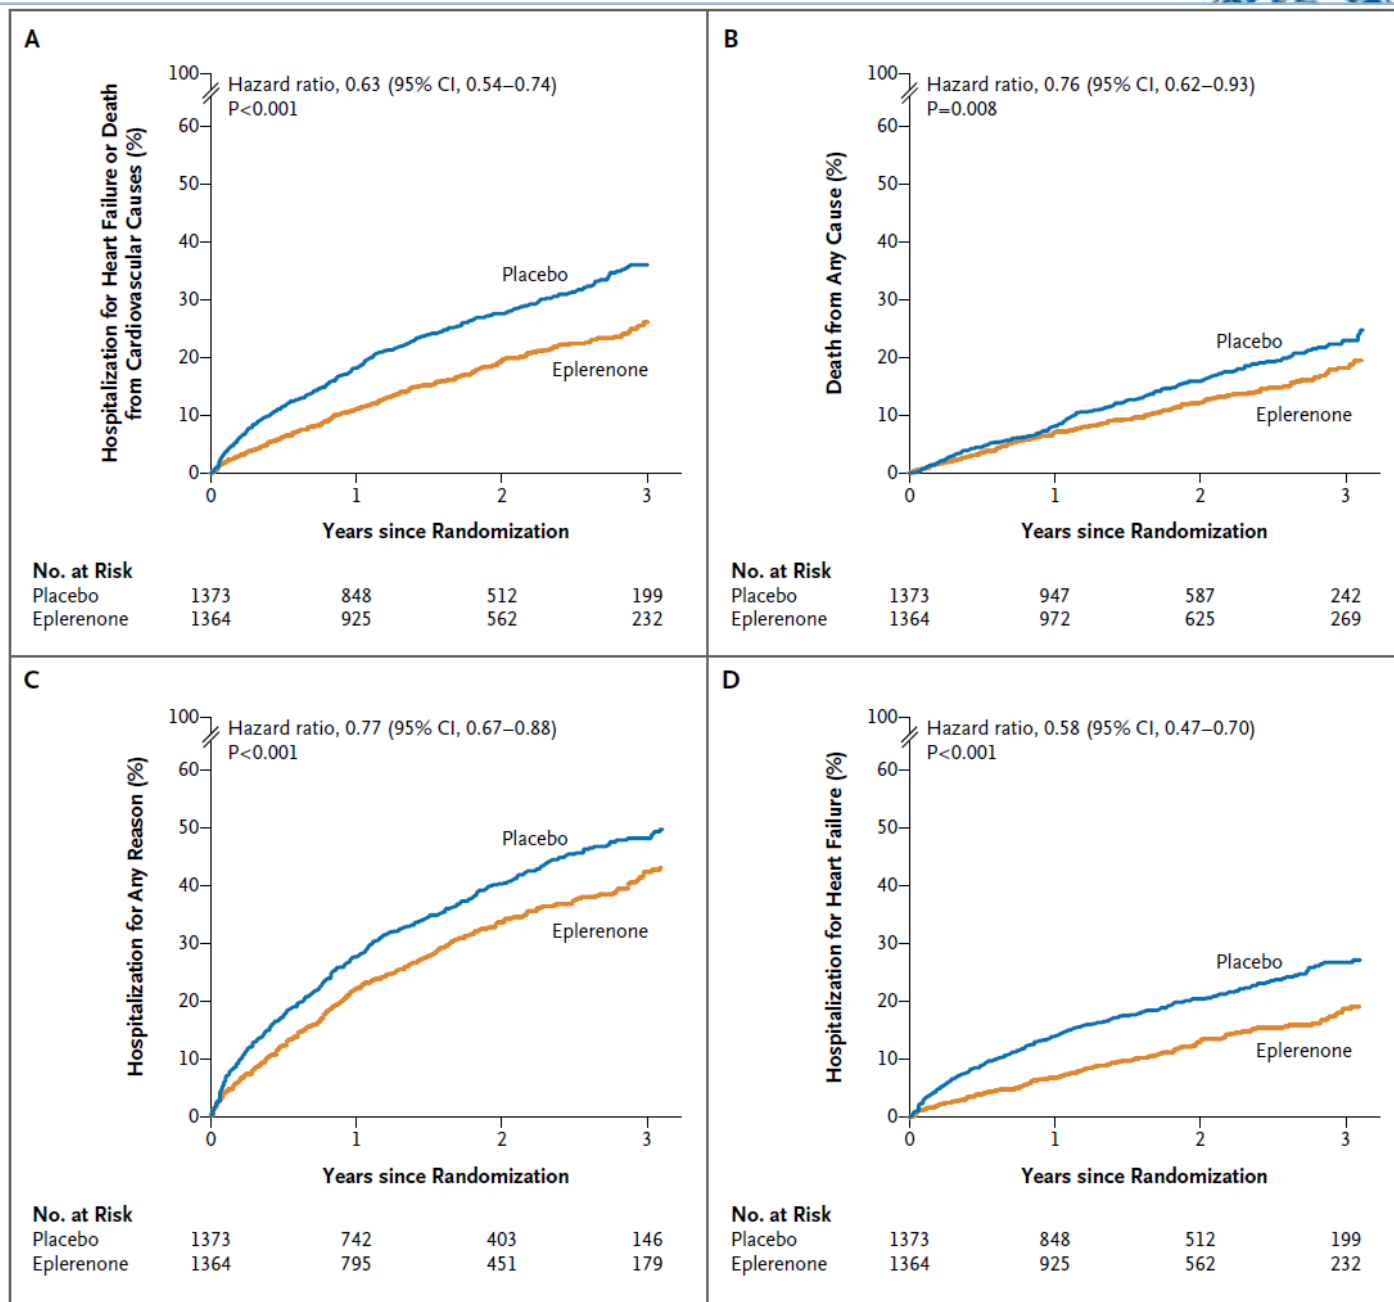 A
Hospitalization for Heart Failure or Death
from Cardiovascular Causes (%)
100
60
50
40
30
20
10
0
Hazard ratio, 0.63 (95% CI, 0.54–0.74)
P<0.001
Placebo
Eplerenone
0 1 2 3
Years since Randomization
No. at Risk
Placebo 1373 848 512 199
Eplerenone 1364 925 562 232
B
Death from Any Cause (%)
100
60
50
40
30
20
10
0
Hazard ratio, 0.76 (95% CI, 0.62–0.93)
P=0.008
Placebo
Eplerenone
0 1 2 3
Years since Randomization
No. at Risk
Placebo 1373 947 587 242
Eplerenone 1364 972 625 269
C
Hospitalization for Any Reason (%)
100
60
50
40
30
20
10
0
Hazard ratio, 0.77 (95% CI, 0.67–0.88)
P<0.001
Placebo
Eplerenone
0 1 2 3
Years since Randomization
No. at Risk
Placebo 1373 742 403 146
Eplerenone 1364 795 451 179
D
Hospitalization for Heart Failure (%)
100
60
50
40
30
20
10
0
Hazard ratio, 0.58 (95% CI, 0.47–0.70)
P<0.001
Placebo
Eplerenone
0 1 2 3
Years since Randomization
No. at Risk
Placebo 1373 848 512 199
Eplerenone 1364 925 562 232